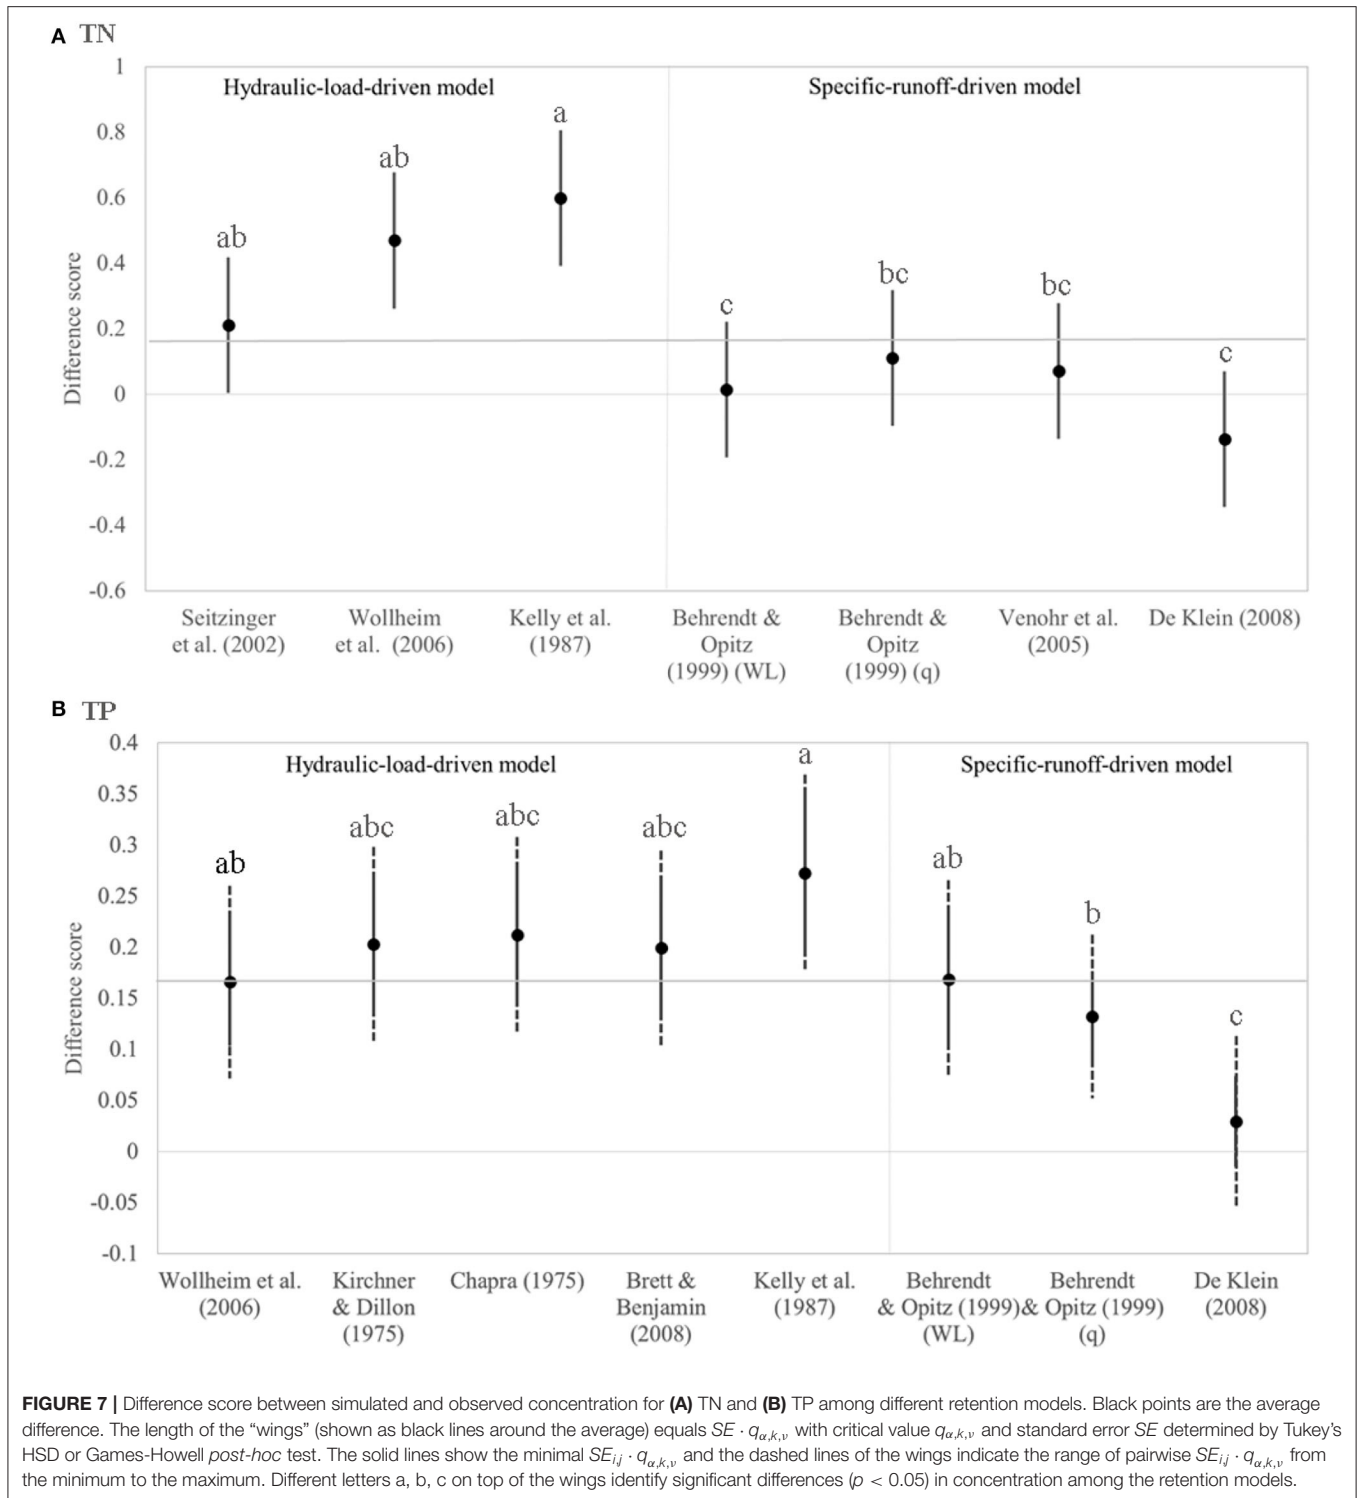 A TN
1
0.8
0.6
0.4
0.2
0
-0.2
-0.4
-0.6
Difference score
Hydraulic-load-driven model
Specific-runoff-driven model
ab
ab
a
c
bc
bc
c
Seitzinger
et al. (2002)
Wollheim
et al. (2006)
Kelly et al.
(1987)
Behrendt &
Opitz
(1999) (WL)
Behrendt &
Opitz
(1999) (q)
Venohr et al.
(2005)
De Klein (2008)
B TP
0.4
0.35
0.3
0.25
0.2
0.15
0.1
0.05
0
-0.05
-0.1
Difference score
Hydraulic-load-driven model
Specific-runoff-driven model
ab
abc
abc
abc
a
ab
b
c
Wollheim et al.
(2006)
Kirchner
& Dillon
(1975)
Chapra (1975)
Brett &
Benjamin
(2008)
Kelly et al.
(1987)
Behrendt
& Opitz (1999)
(WL)
Behrendt
& Opitz (1999)
(q)
De Klein
(2008)
FIGURE 7 | Difference score between simulated and observed concentration for (A) TN and (B) TP among different retention models. Black points are the average
difference. The length of the “wings” (shown as black lines around the average) equals SE · qα,k,ν with critical value qα,k,ν and standard error SE determined by Tukey’s
HSD or Games-Howell post-hoc test. The solid lines show the minimal SEi,j · qα,k,ν and the dashed lines of the wings indicate the range of pairwise SEi,j · qα,k,ν from
the minimum to the maximum. Different letters a, b, c on top of the wings identify significant differences (p < 0.05) in concentration among the retention models.